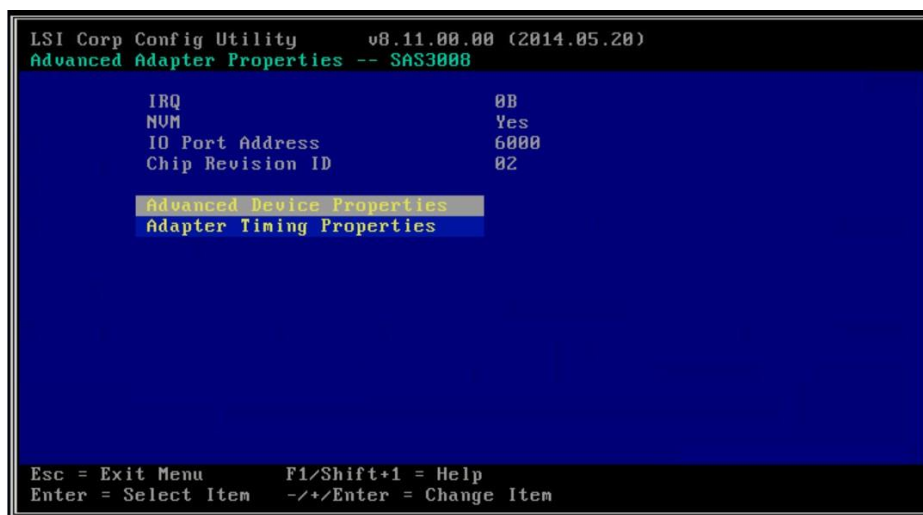 LSI Corp Config Utility v8.11.00.00 (2014.05.20)
Advanced Adapter Properties -- SAS3008
IRQ 0B
NVM Yes
IO Port Address 6000
Chip Revision ID 02
Advanced Device Properties
Adapter Timing Properties
Esc = Exit Menu F1/Shift+1 = Help
Enter = Select Item -/+/Enter = Change Item